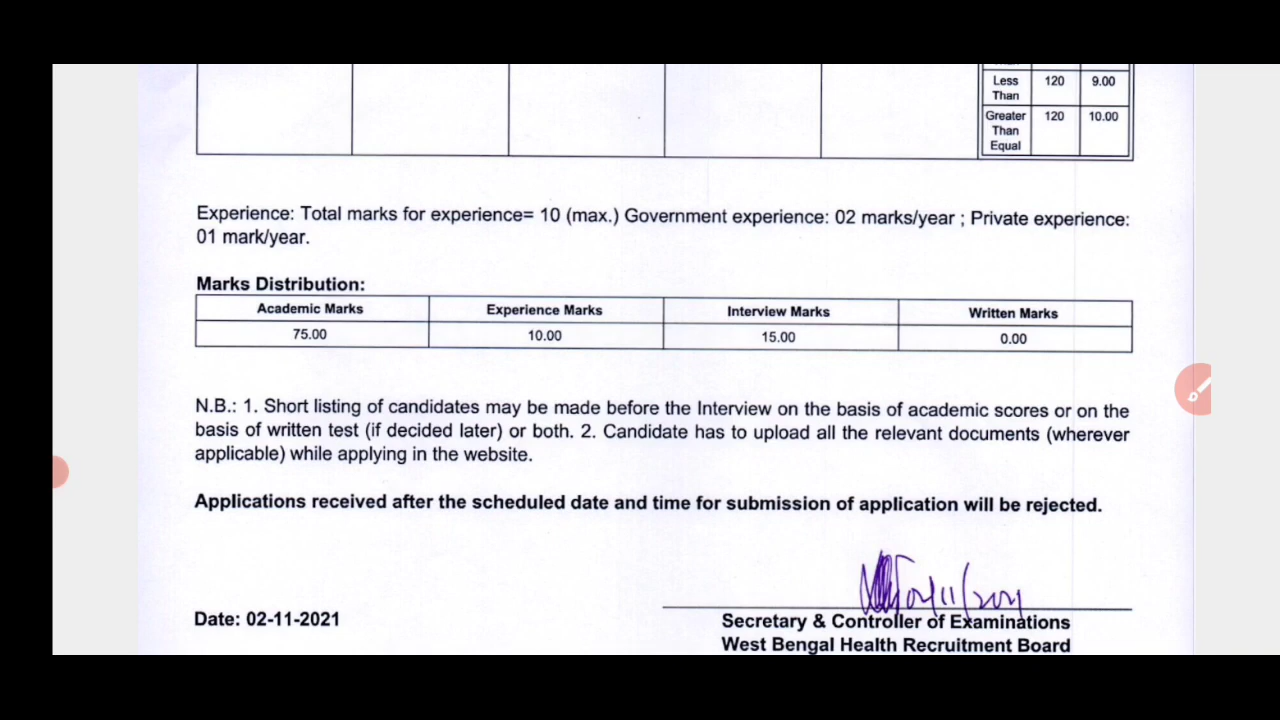 Less 120 9.00
Than
Greater 120 10.00
Than
Equal
Experience: Total marks for experience= 10 (max.) Government experience: 02 marks/year ; Private experience:
01 mark/year.
Marks Distribution:
Academic Marks Experience Marks Interview Marks Written Marks
75.00 10.00 15.00 0.00
N.B.: 1. Short listing of candidates may be made before the Interview on the basis of academic scores or on the
basis of written test (if decided later) or both. 2. Candidate has to upload all the relevant documents (wherever
applicable) while applying in the website.
Applications received after the scheduled date and time for submission of application will be rejected.
02/11/2021
Date: 02-11-2021
Secretary & Controller of Examinations
West Bengal Health Recruitment Board